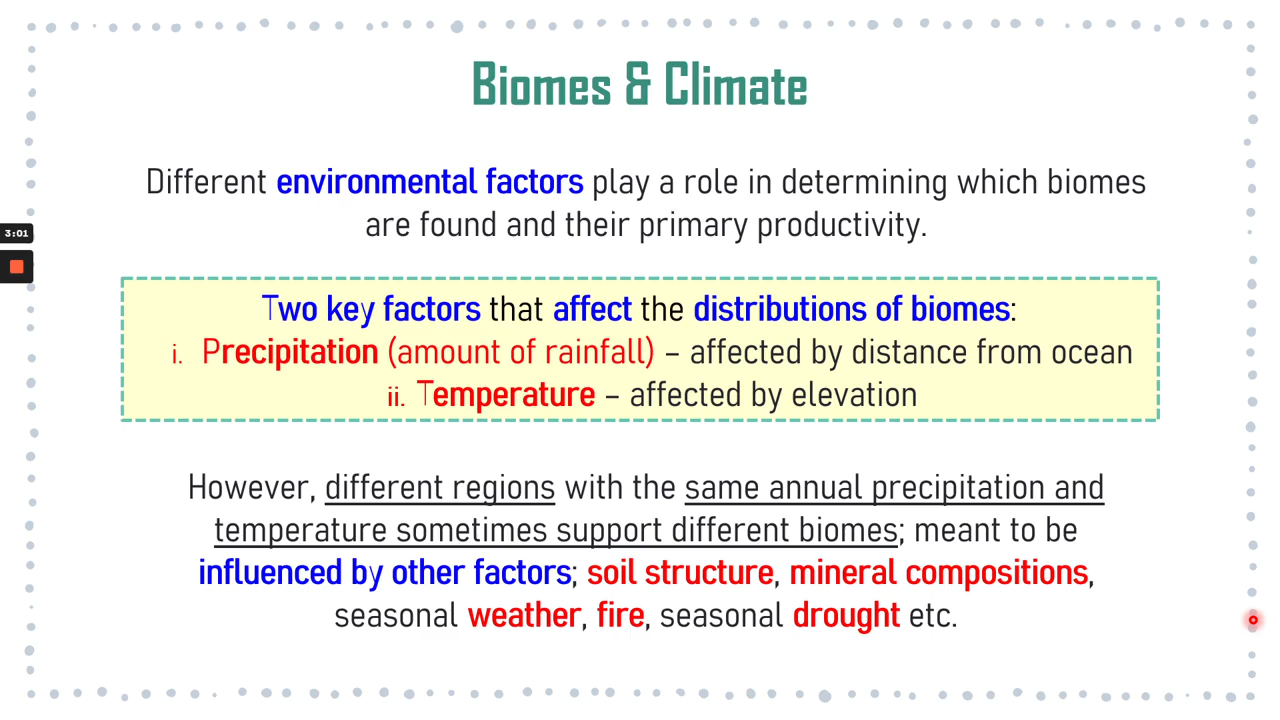 Biomes & Climate
Different environmental factors play a role in determining which biomes
are found and their primary productivity.
3:01
Two key factors that affect the distributions of biomes:
i. Precipitation (amount of rainfall) – affected by distance from ocean
ii. Temperature – affected by elevation
However, different regions with the same annual precipitation and
temperature sometimes support different biomes; meant to be
influenced by other factors; soil structure, mineral compositions,
seasonal weather, fire, seasonal drought etc.